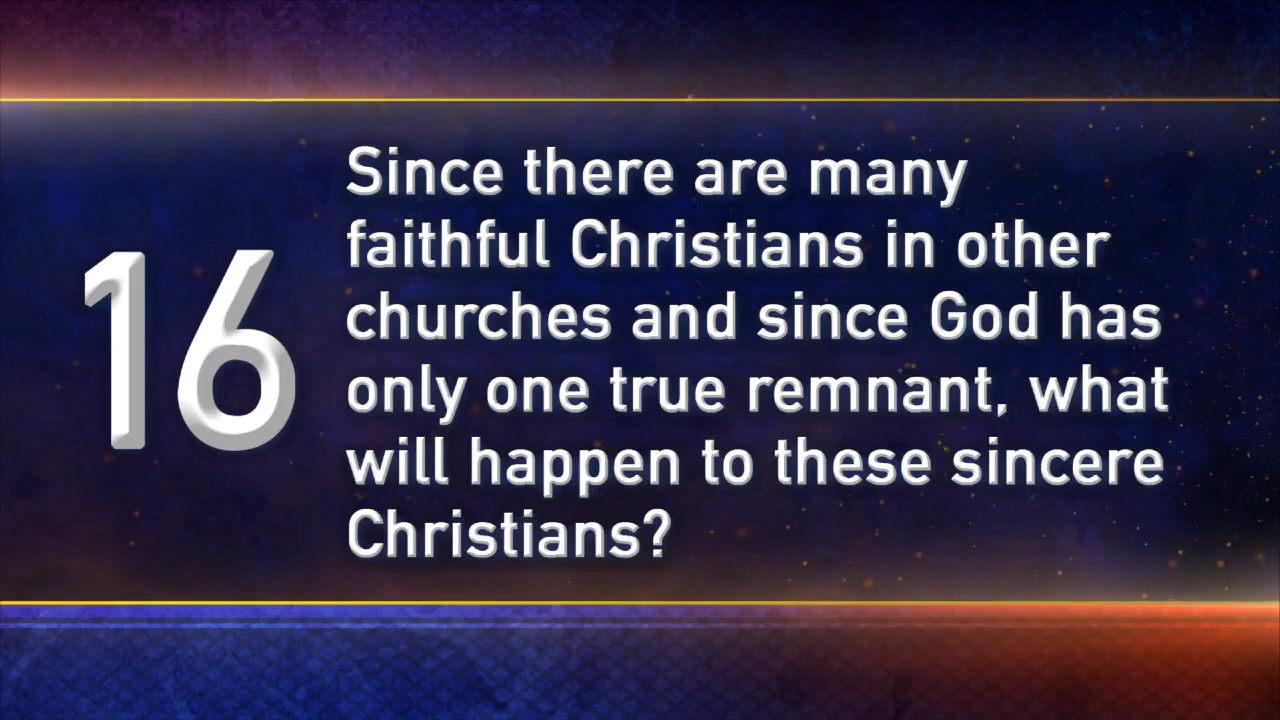 16
Since there are many
faithful Christians in other
churches and since God has
only one true remnant, what
will happen to these sincere
Christians?